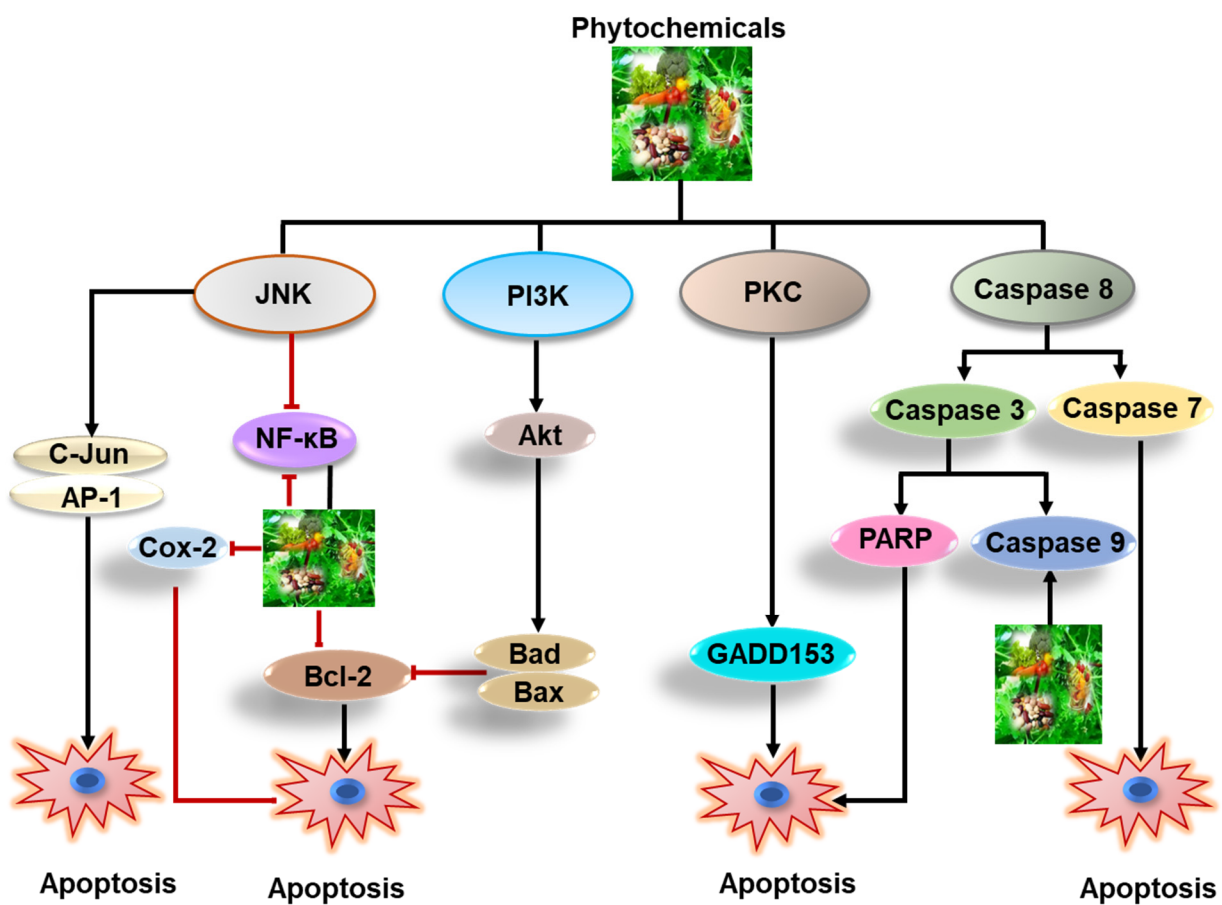 Phytochemicals
JNK
PI3K
PKC
Caspase 8
Caspase 3
Caspase 7
NF-κB
Akt
C-Jun
AP-1
Cox-2
PARP
Caspase 9
Bad
Bax
Bcl-2
GADD153
Apoptosis
Apoptosis
Apoptosis
Apoptosis